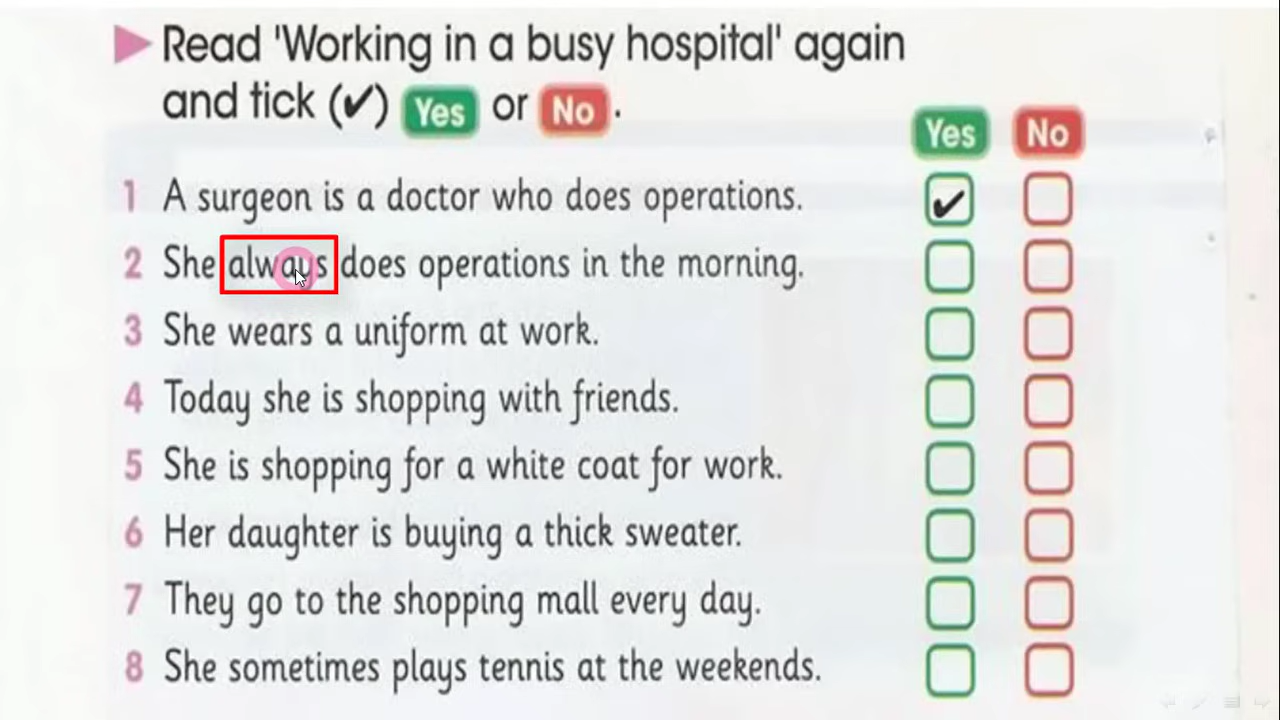 Read 'Working in a busy hospital' again
and tick (✔) Yes or No.
Yes No
1 A surgeon is a doctor who does operations. ✔
2 She always does operations in the morning.
3 She wears a uniform at work.
4 Today she is shopping with friends.
5 She is shopping for a white coat for work.
6 Her daughter is buying a thick sweater.
7 They go to the shopping mall every day.
8 She sometimes plays tennis at the weekends.